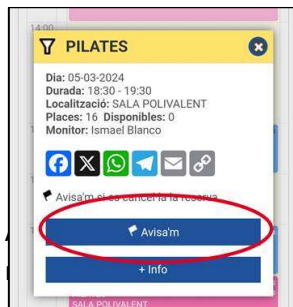 14:00
PILATES
Dia: 05-03-2024
Durada: 18:30 - 19:30
Localització: SALA POLIVALENT
Places: 16 Disponibles: 0
Monitor: Ismael Blanco
Avisa'm si es cancel·la la reserva
Avisa'm
+ Info
SALA POLIVALENT